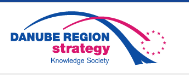 DANUBE REGION
strategy
Knowledge Society